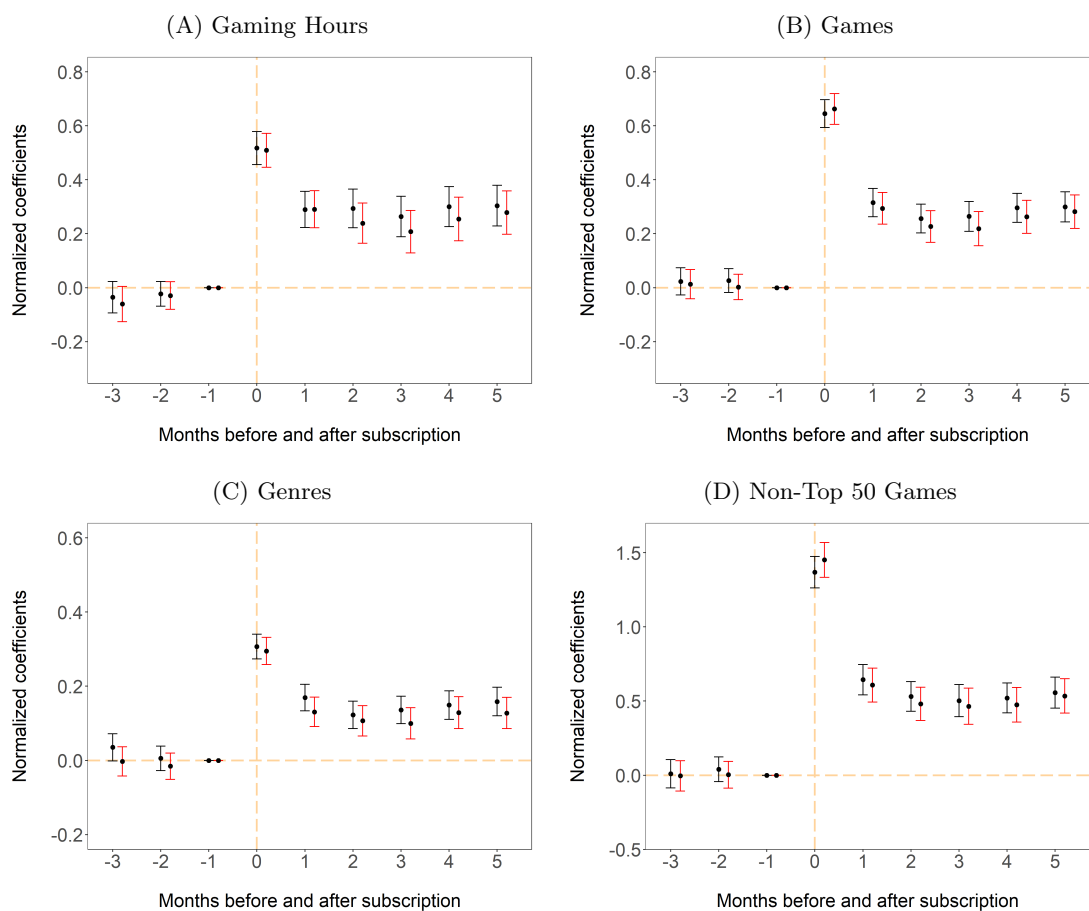 (A) Gaming Hours
Normalized coefficients
0.8
0.6
0.4
0.2
0.0
-0.2
-3 -2 -1 0 1 2 3 4 5
Months before and after subscription
(B) Games
Normalized coefficients
0.8
0.6
0.4
0.2
0.0
-0.2
-3 -2 -1 0 1 2 3 4 5
Months before and after subscription
(C) Genres
Normalized coefficients
0.6
0.4
0.2
0.0
-0.2
-3 -2 -1 0 1 2 3 4 5
Months before and after subscription
(D) Non-Top 50 Games
Normalized coefficients
1.5
1.0
0.5
0.0
-0.5
-3 -2 -1 0 1 2 3 4 5
Months before and after subscription